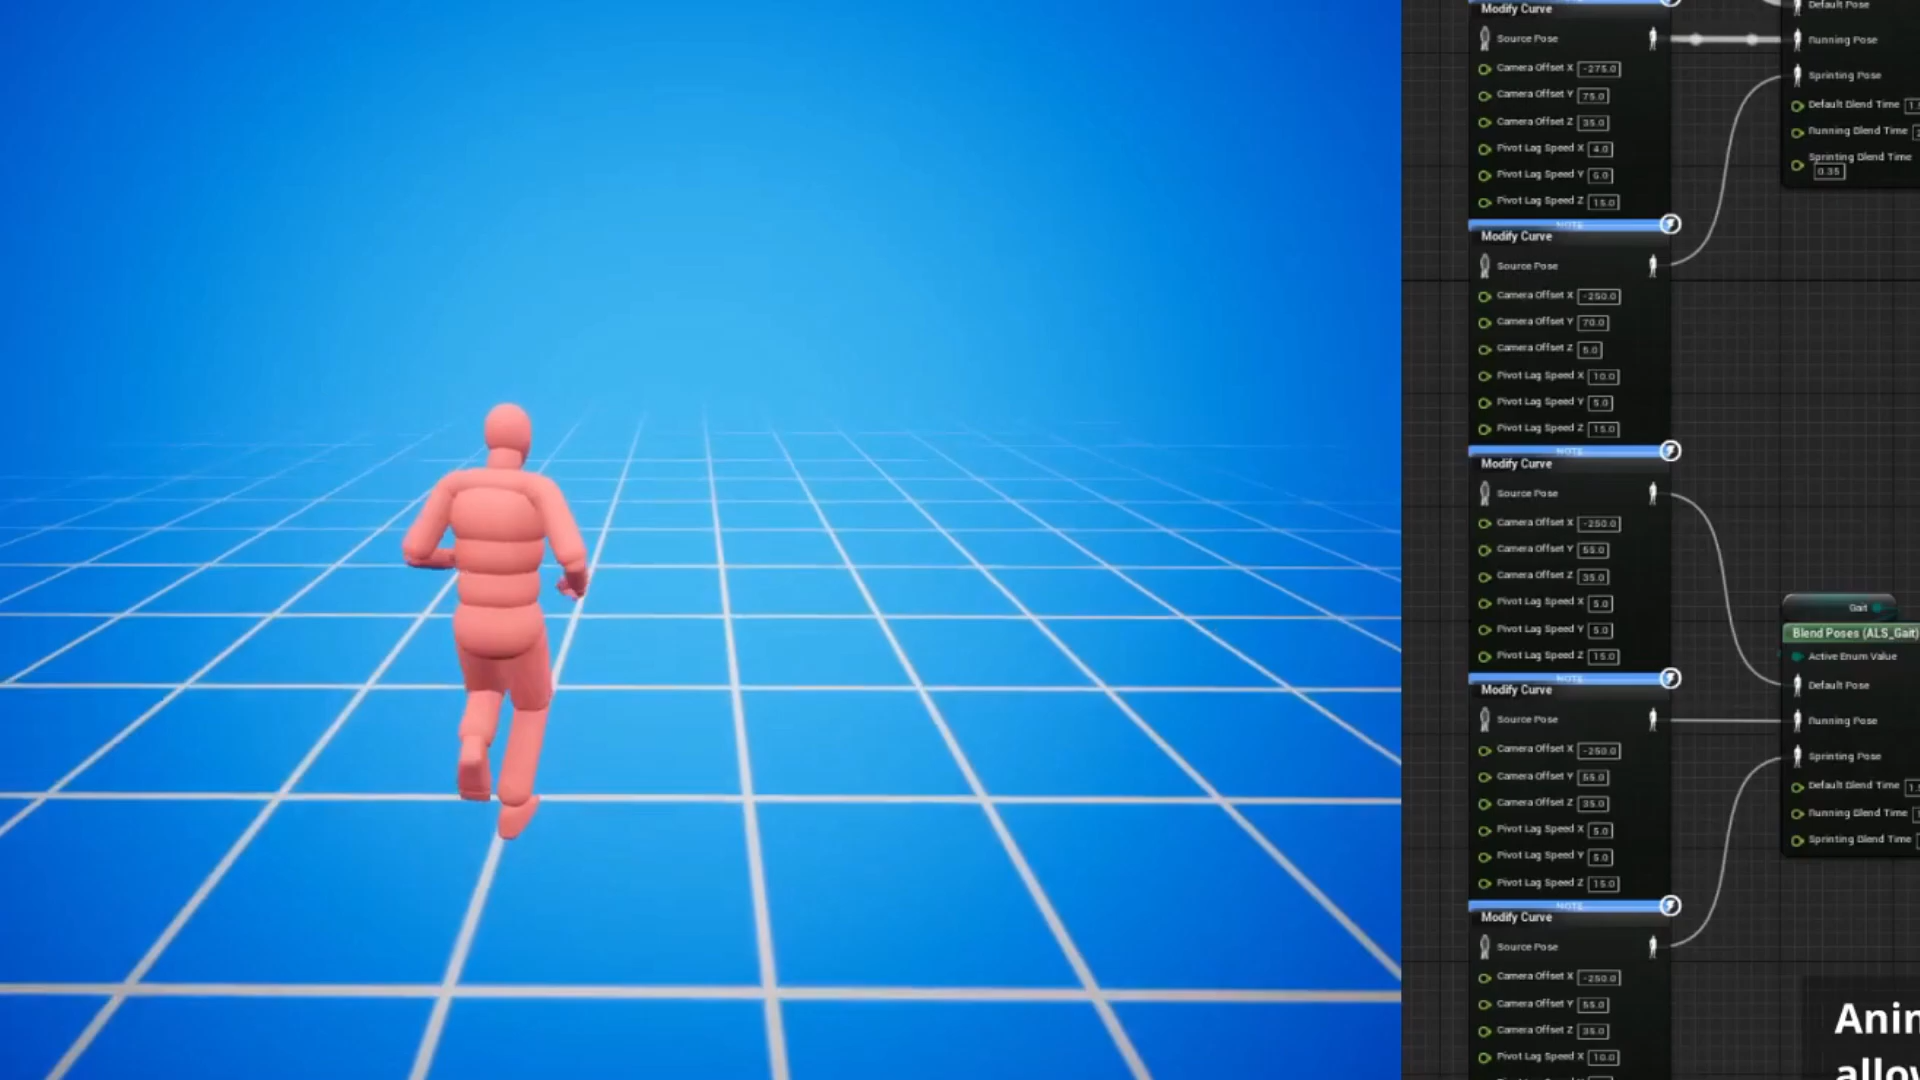 Modify Curve
Source Pose
Camera Offset X -275.0
Camera Offset Y 75.0
Camera Offset Z 35.0
Pivot Lag Speed X 4.0
Pivot Lag Speed Y 6.0
Pivot Lag Speed Z 15.0
NOTE
Modify Curve
Source Pose
Camera Offset X -250.0
Camera Offset Y 70.0
Camera Offset Z 5.0
Pivot Lag Speed X 10.0
Pivot Lag Speed Y 5.0
Pivot Lag Speed Z 15.0
NOTE
Modify Curve
Source Pose
Camera Offset X -250.0
Camera Offset Y 55.0
Camera Offset Z 35.0
Pivot Lag Speed X 5.0
Pivot Lag Speed Y 5.0
Pivot Lag Speed Z 15.0
NOTE
Modify Curve
Source Pose
Camera Offset X -250.0
Camera Offset Y 55.0
Camera Offset Z 35.0
Pivot Lag Speed X 5.0
Pivot Lag Speed Y 5.0
Pivot Lag Speed Z 15.0
NOTE
Modify Curve
Source Pose
Camera Offset X -250.0
Camera Offset Y 55.0
Camera Offset Z 35.0
Pivot Lag Speed X 10.0
Default Pose
Running Pose
Sprinting Pose
Default Blend Time
Running Blend Time
Sprinting Blend Time
0.35
Gait
Blend Poses (ALS_Gait)
Active Enum Value
Default Pose
Running Pose
Sprinting Pose
Default Blend Time
Running Blend Time
Sprinting Blend Time